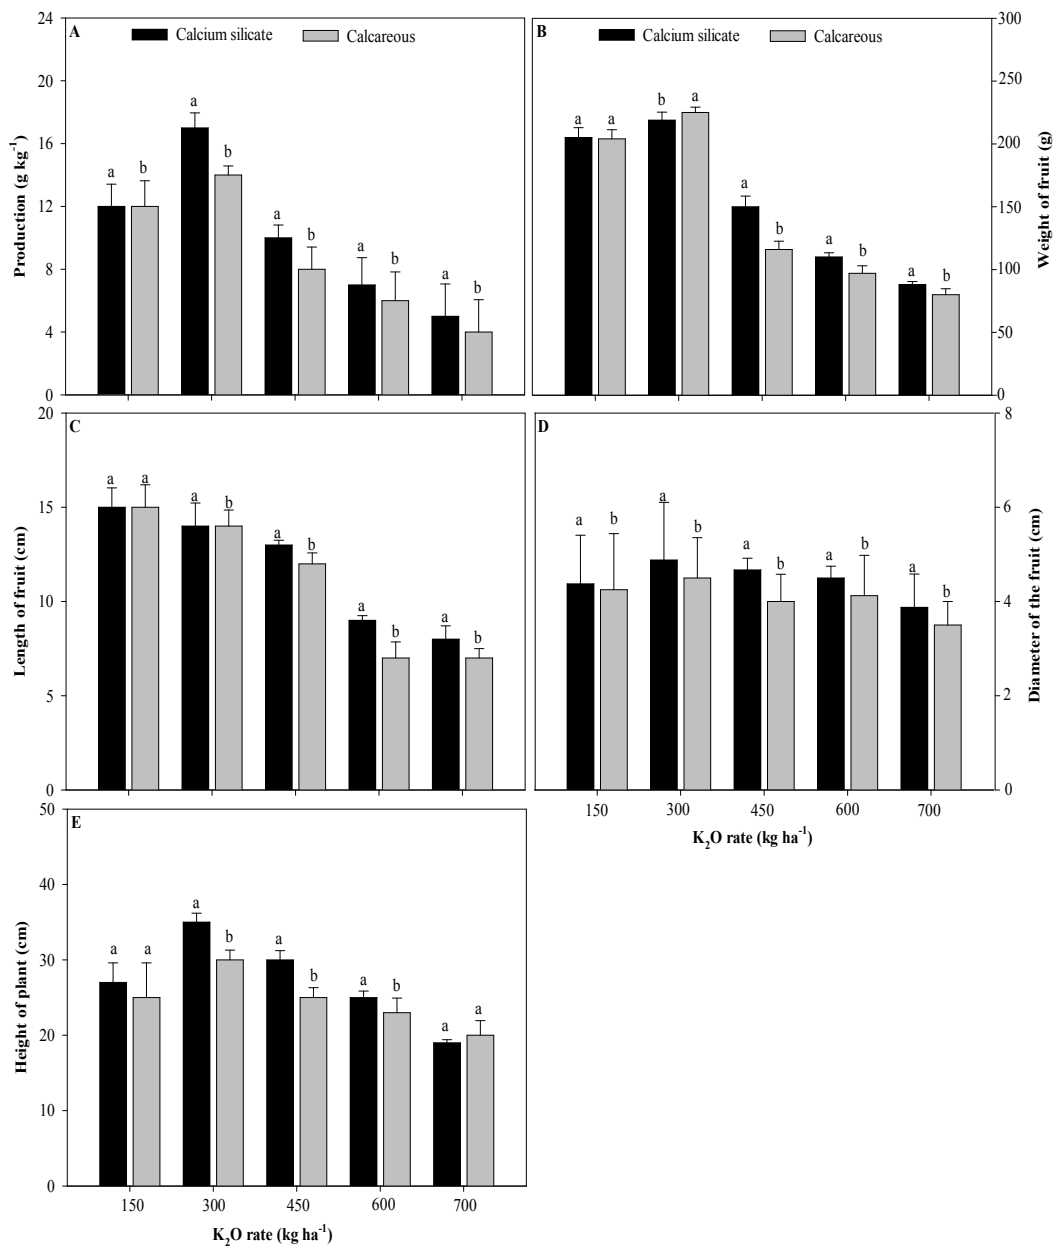 A
Calcium silicate
Calcareous
Production (g kg-1)
24
20
16
12
8
4
0
a b a b a b a b a b
B
Calcium silicate
Calcareous
Weight of fruit (g)
300
250
200
150
100
50
0
a a b a a b a b a b
C
Length of fruit (cm)
20
15
10
5
0
a a a b a b a b a b
D
Diameter of the fruit (cm)
8
6
4
2
0
a b a b a b a b a b
150 300 450 600 700
K2O rate (kg ha-1)
E
Height of plant (cm)
50
40
30
20
10
0
a a a b a b a b a a
150 300 450 600 700
K2O rate (kg ha-1)